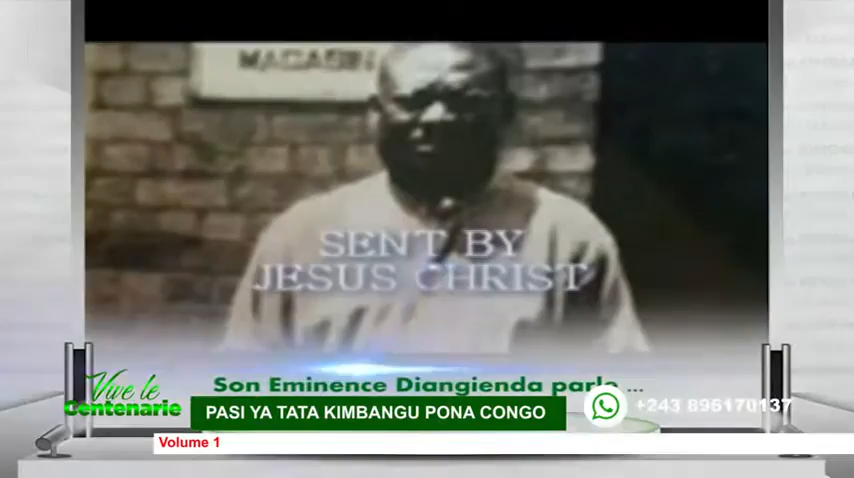 MAGASIN
SENT BY
JESUS CHRIST
Son Eminence Diangienda parle ...
Vive le
Centenarie
PASI YA TATA KIMBANGU PONA CONGO
+243 896170137
Volume 1